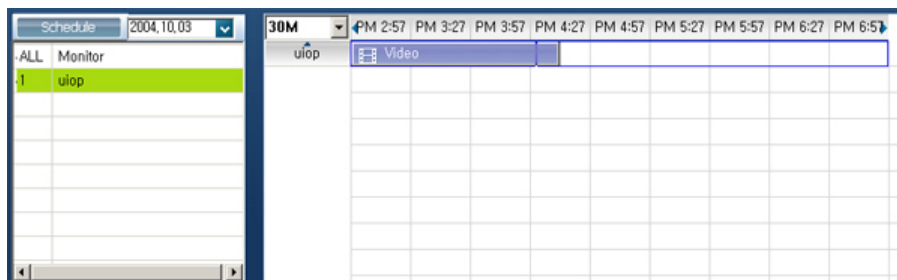 Schedule 2004,10,03
30M PM 2:57 PM 3:27 PM 3:57 PM 4:27 PM 4:57 PM 5:27 PM 5:57 PM 6:27 PM 6:57
ALL Monitor
uiop Video
1 uiop